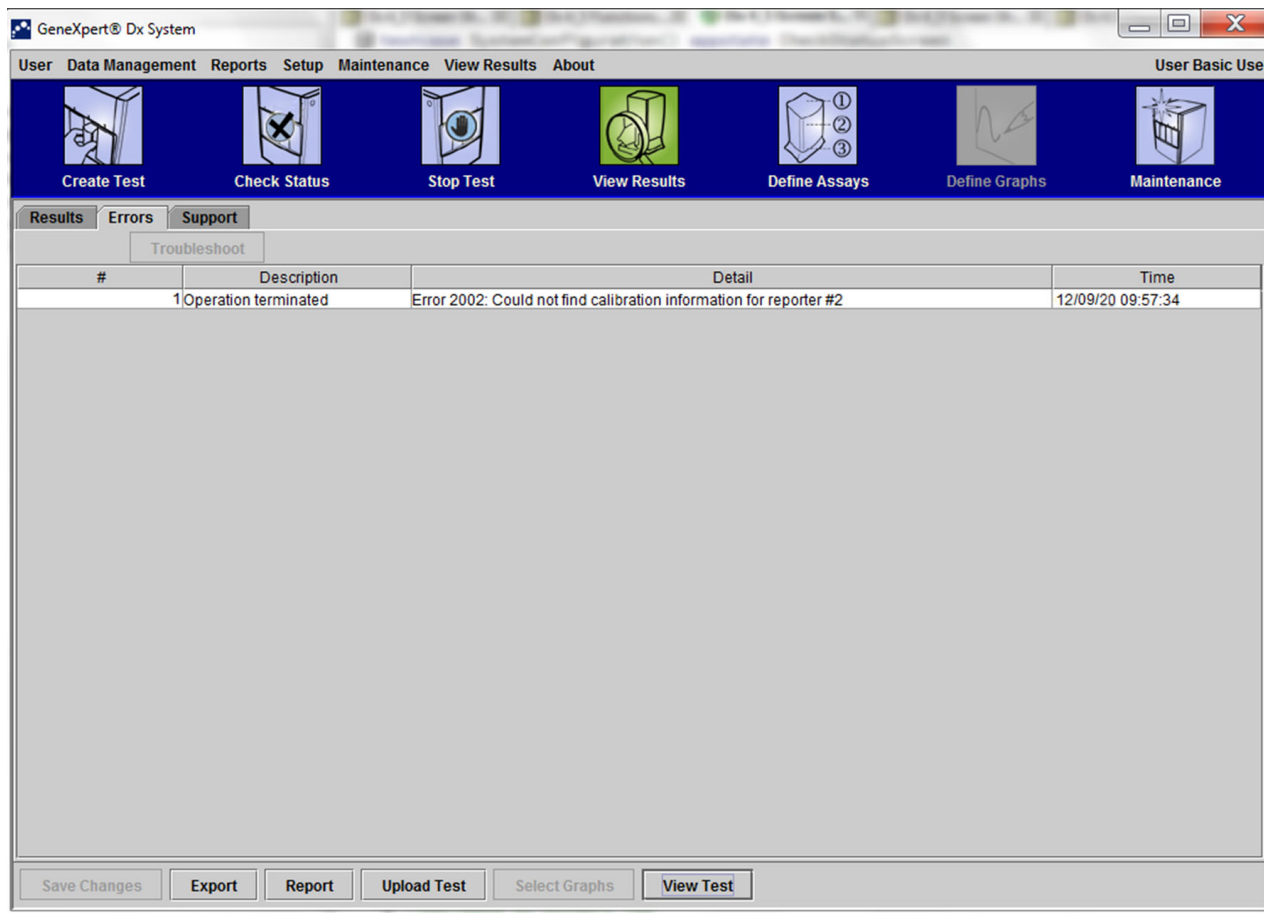 GeneXpert® Dx System
User Data Management Reports Setup Maintenance View Results About User Basic Use
① ② ③
Create Test Check Status Stop Test View Results Define Assays Define Graphs Maintenance
Results Errors Support
Troubleshoot
# Description Detail Time
1 Operation terminated Error 2002: Could not find calibration information for reporter #2 12/09/20 09:57:34
Save Changes Export Report Upload Test Select Graphs View Test